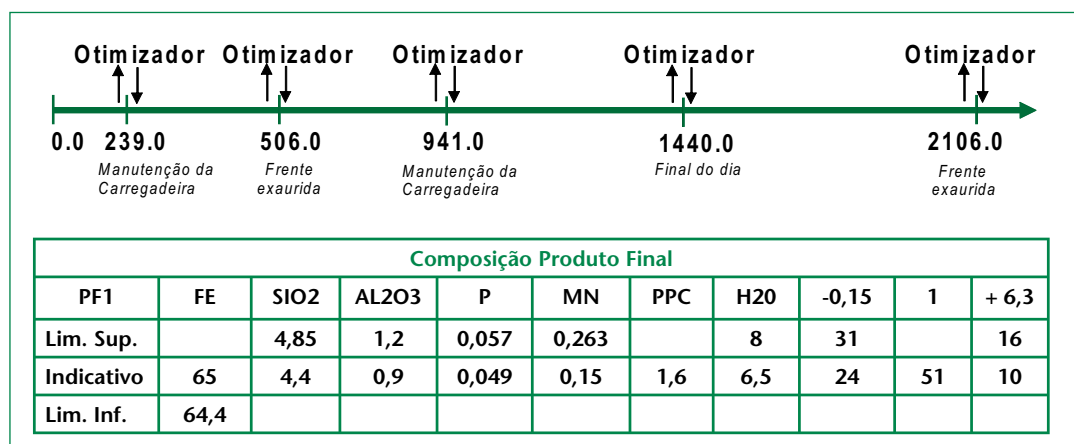 Otimizador Otimizador Otimizador Otimizador Otimizador
0.0 239.0 506.0 941.0 1440.0 2106.0
Manutenção da Frente Manutenção da Final do dia Frente
Carregadeira exaurida Carregadeira exaurida
Composição Produto Final
PF1 FE SIO2 AL2O3 P MN PPC H20 -0,15 1 + 6,3
Lim. Sup. 4,85 1,2 0,057 0,263 8 31 16
Indicativo 65 4,4 0,9 0,049 0,15 1,6 6,5 24 51 10
Lim. Inf. 64,4